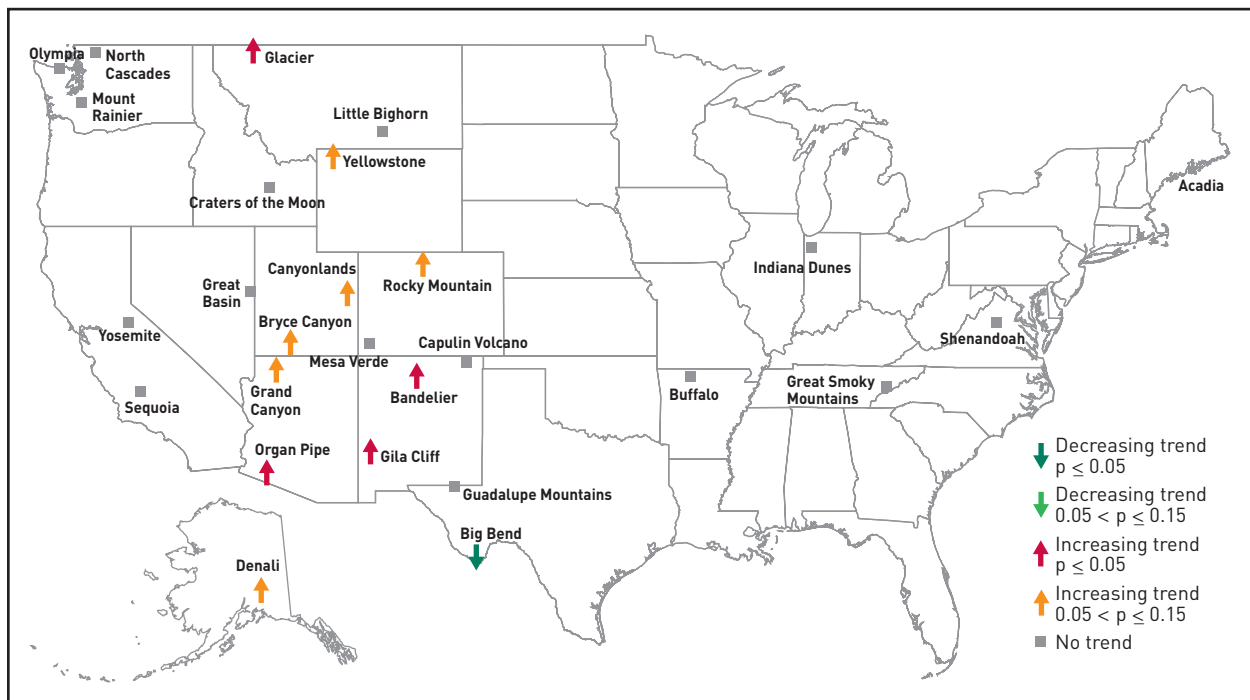 Olympia
North
Cascades
Mount
Rainier
Glacier
Little Bighorn
Yellowstone
Craters of the Moon
Acadia
Great
Basin
Canyonlands
Rocky Mountain
Indiana Dunes
Yosemite
Bryce Canyon
Mesa Verde
Capulin Volcano
Shenandoah
Sequoia
Grand
Canyon
Bandelier
Buffalo
Great Smoky
Mountains
Organ Pipe
Gila Cliff
Guadalupe Mountains
Big Bend
Denali
Decreasing trend
p ≤ 0.05
Decreasing trend
0.05 < p ≤ 0.15
Increasing trend
p ≤ 0.05
Increasing trend
0.05 < p ≤ 0.15
No trend